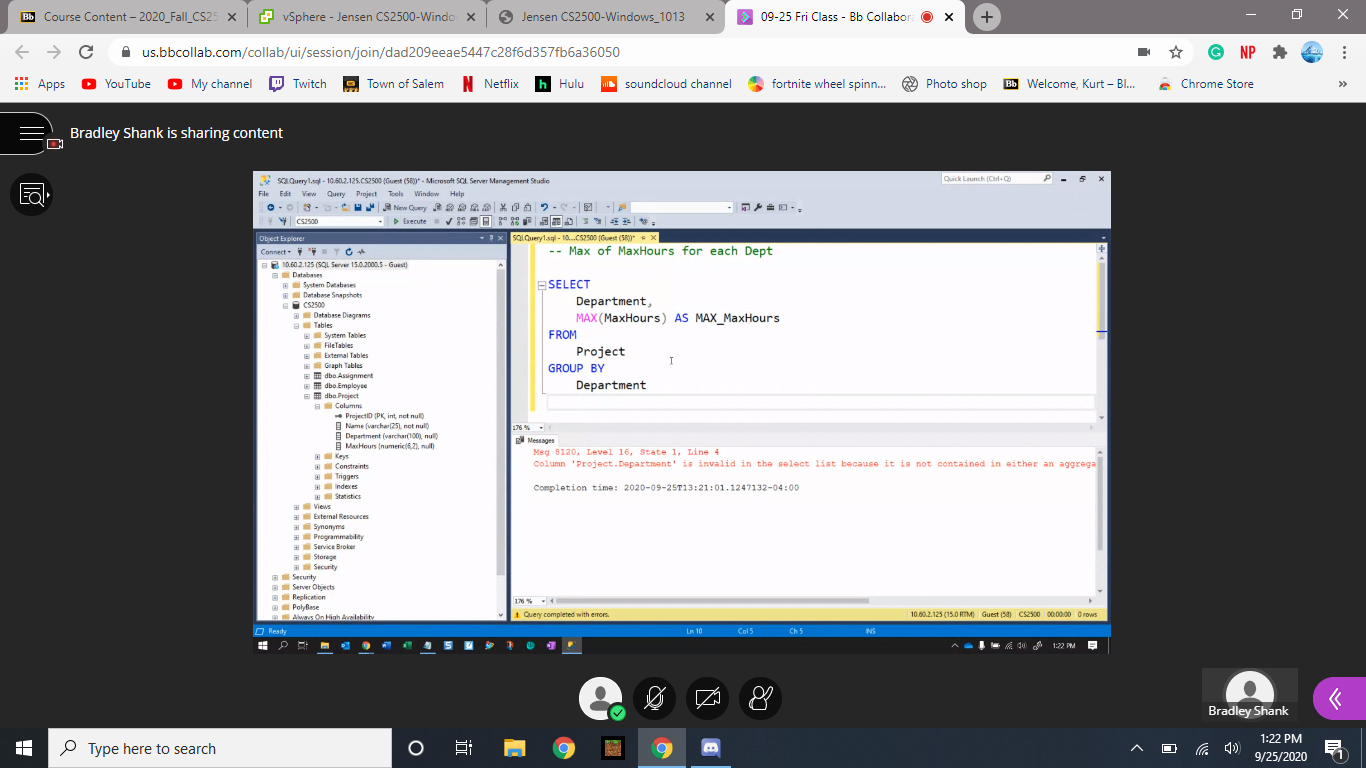 Course Content – 2020_Fall_CS25
vSphere - Jensen CS2500-Window
Jensen CS2500-Windows_1013
09-25 Fri Class - Bb Collabora
us.bbcollab.com/collab/ui/session/join/dad209eeae5447c28f6d357fb6a36050
Apps YouTube My channel Twitch Town of Salem Netflix Hulu soundcloud channel fortnite wheel spinn... Photo shop Welcome, Kurt – Bl... Chrome Store
Bradley Shank is sharing content
SQLQuery1.sql - 10.60.2.125.CS2500 (Guest (58))* - Microsoft SQL Server Management Studio
Quick Launch (Ctrl+Q)
File Edit View Query Project Tools Window Help
New Query
CS2500 Execute
Object Explorer
Connect
10.60.2.125 (SQL Server 15.0.2000.5 - Guest)
Databases
System Databases
Database Snapshots
CS2500
Database Diagrams
Tables
System Tables
FileTables
External Tables
Graph Tables
dbo.Assignment
dbo.Employee
dbo.Project
Columns
ProjectID (PK, int, not null)
Name (varchar(25), not null)
Department (varchar(100), null)
MaxHours (numeric(6,2), null)
Keys
Constraints
Triggers
Indexes
Statistics
Views
External Resources
Synonyms
Programmability
Service Broker
Storage
Security
Security
Server Objects
Replication
PolyBase
Always On High Availability
SQLQuery1.sql - 10....CS2500 (Guest (58))*
-- Max of MaxHours for each Dept
SELECT
Department,
MAX(MaxHours) AS MAX_MaxHours
FROM
Project
GROUP BY
Department
176 %
Messages
Msg 8120, Level 16, State 1, Line 4
Column 'Project.Department' is invalid in the select list because it is not contained in either an aggrega
Completion time: 2020-09-25T13:21:01.1247132-04:00
176 %
Query completed with errors. 10.60.2.125 (15.0 RTM) Guest (58) CS2500 00:00:00 0 rows
Ready Ln 10 Col 5 Ch 5 INS
1:22 PM
Bradley Shank
Type here to search
1:22 PM
9/25/2020
1